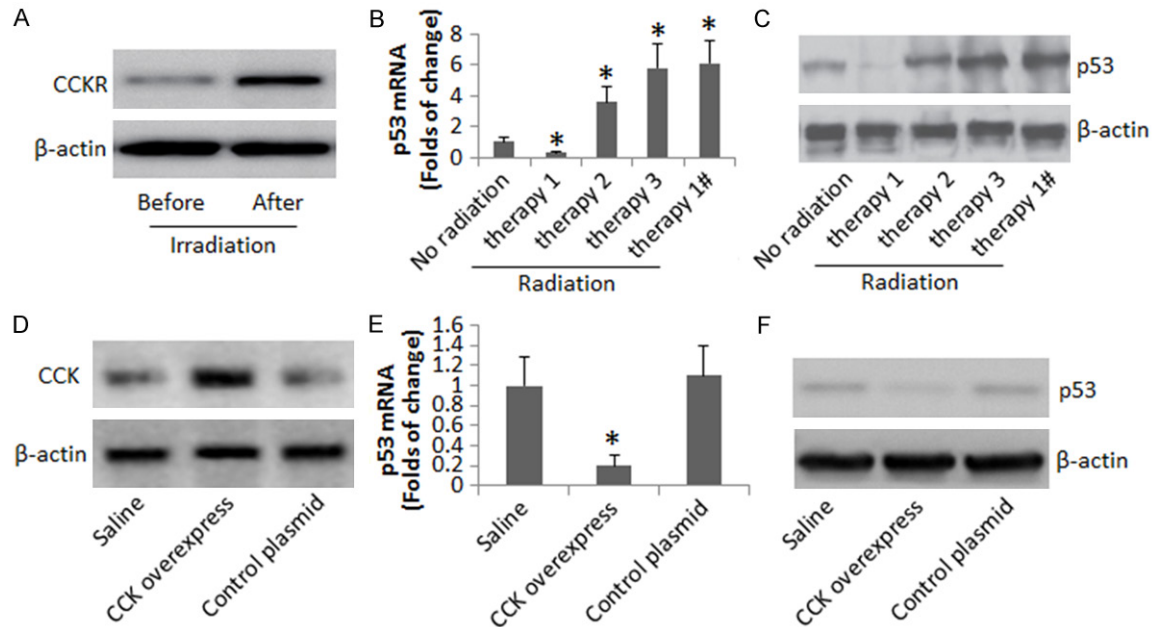 A
CCKR
β-actin
Before After
Irradiation
B
p53 mRNA
(Folds of change)
8
6
4
2
0
*
*
*
*
No radiation
therapy 1
therapy 2
therapy 3
therapy 1#
Radiation
C
p53
β-actin
No radiation
therapy 1
therapy 2
therapy 3
therapy 1#
Radiation
D
CCK
β-actin
Saline
CCK overexpress
Control plasmid
E
p53 mRNA
(Folds of change)
1.6
1.4
1.2
1
0.8
0.6
0.4
0.2
0
*
Saline
CCK overexpress
Control plasmid
F
p53
β-actin
Saline
CCK overexpress
Control plasmid